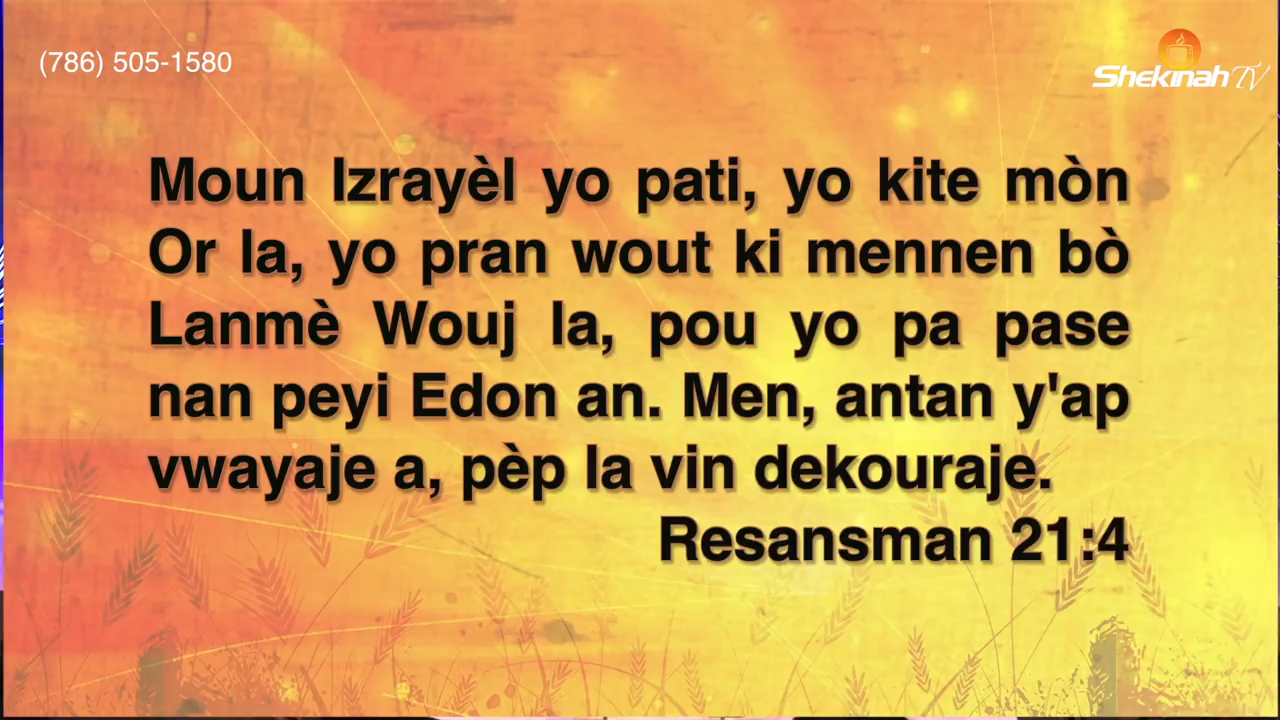 (786) 505-1580
Shekinah TV
Moun Izrayèl yo pati, yo kite mòn
Or la, yo pran wout ki mennen bò
Lanmè Wouj la, pou yo pa pase
nan peyi Edon an. Men, antan y'ap
vwayaje a, pèp la vin dekouraje.
Resansman 21:4